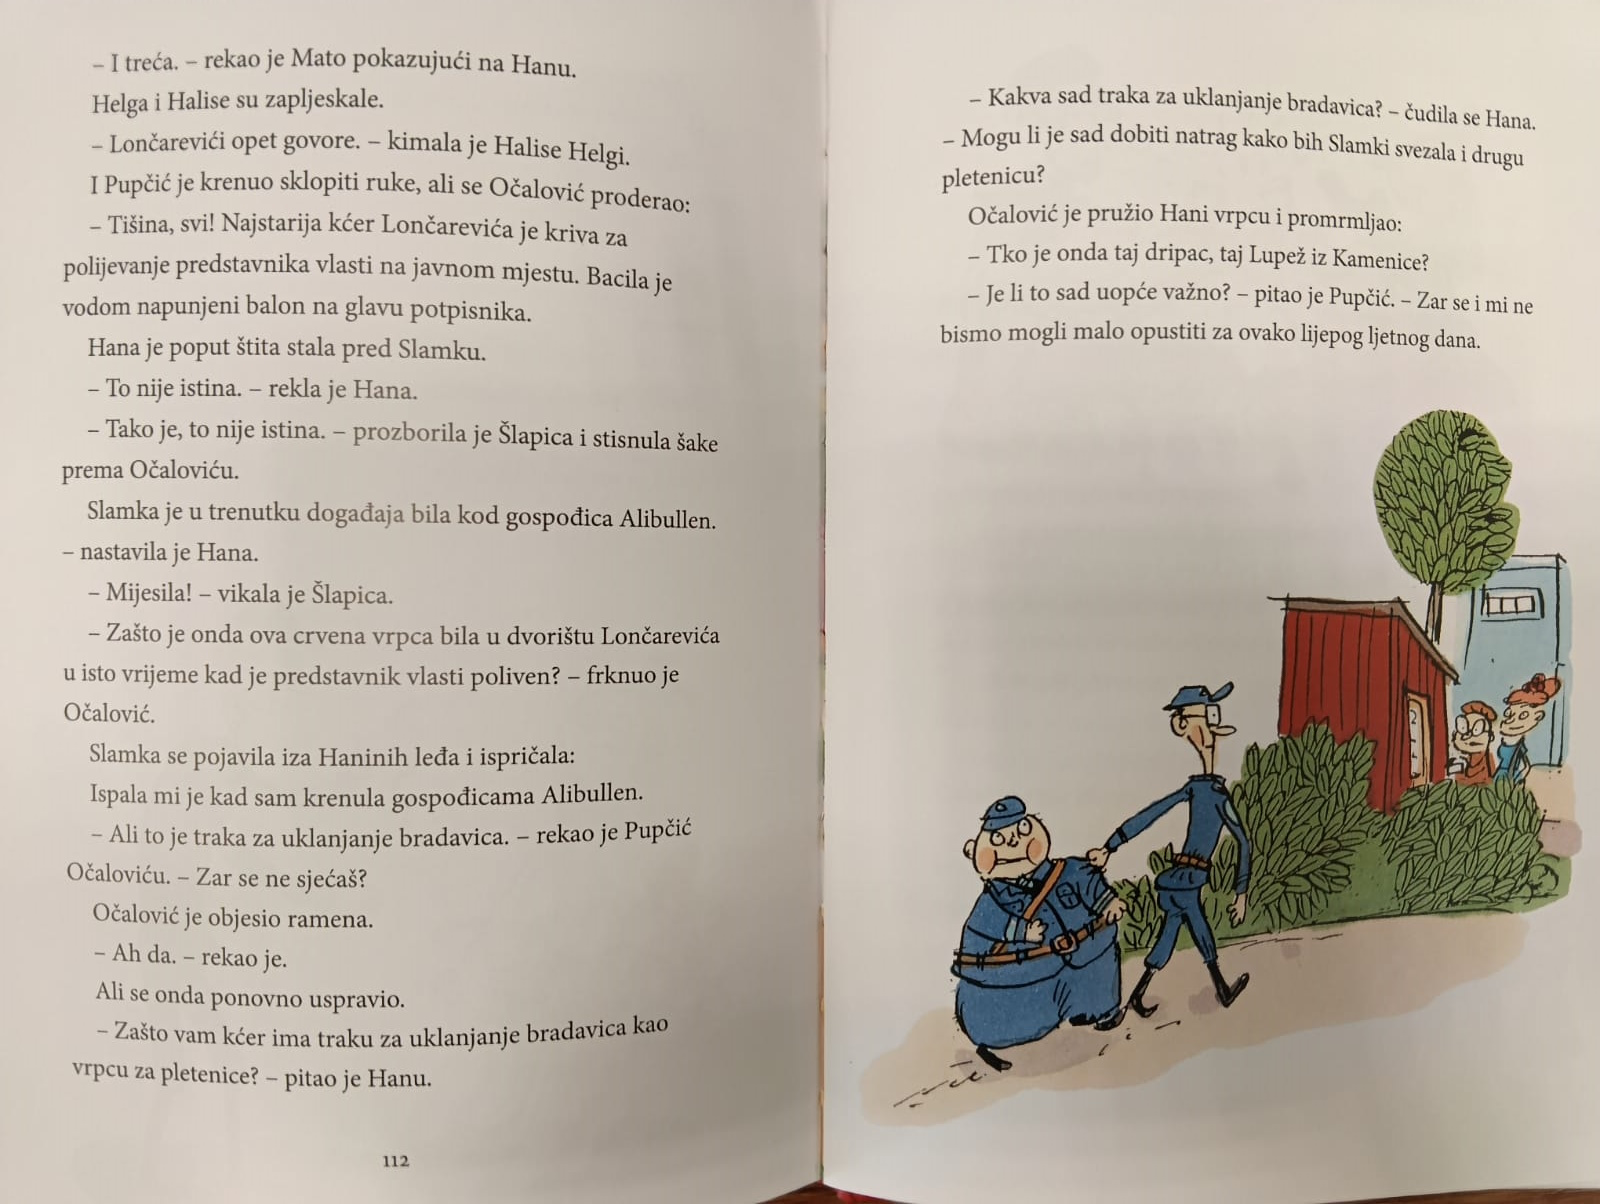 – I treća. – rekao je Mato pokazujući na Hanu.
Helga i Halise su zapljeskale.
– Lončarevići opet govore. – kimala je Halise Helgi.
I Pupčić je krenuo sklopiti ruke, ali se Očalović proderao:
– Tišina, svi! Najstarija kćer Lončarevića je kriva za
polijevanje predstavnika vlasti na javnom mjestu. Bacila je
vodom napunjeni balon na glavu potpisnika.
Hana je poput štita stala pred Slamku.
– To nije istina. – rekla je Hana.
– Tako je, to nije istina. – prozborila je Šlapica i stisnula šake
prema Očaloviću.
Slamka je u trenutku događaja bila kod gospođica Alibullen.
– nastavila je Hana.
– Mijesila! – vikala je Šlapica.
– Zašto je onda ova crvena vrpca bila u dvorištu Lončarevića
u isto vrijeme kad je predstavnik vlasti poliven? – frknuo je
Očalović.
Slamka se pojavila iza Haninih leđa i ispričala:
Ispala mi je kad sam krenula gospođicama Alibullen.
– Ali to je traka za uklanjanje bradavica. – rekao je Pupčić
Očaloviću. – Zar se ne sjećaš?
Očalović je objesio ramena.
– Ah da. – rekao je.
Ali se onda ponovno uspravio.
– Zašto vam kćer ima traku za uklanjanje bradavica kao
vrpcu za pletenice? – pitao je Hanu.
112
– Kakva sad traka za uklanjanje bradavica? – čudila se Hana.
– Mogu li je sad dobiti natrag kako bih Slamki svezala i drugu
pletenicu?
Očalović je pružio Hani vrpcu i promrmljao:
– Tko je onda taj dripac, taj Lupež iz Kamenice?
– Je li to sad uopće važno? – pitao je Pupčić. – Zar se i mi ne
bismo mogli malo opustiti za ovako lijepog ljetnog dana.